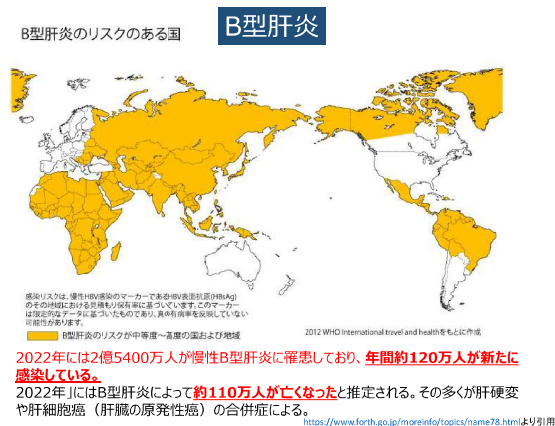 B型肝炎のリスクのある国
B型肝炎
感染リスクは、慢性HBV感染のマーカーであるHBV表面抗原(HBsAg)
のその地域における見積もり保有率に基づいています。このマーカー
は限定的なデータに基づいたものであり、真の有病率を反映していない
可能性があります。
B型肝炎のリスクが中等度～高度の国および地域
2012 WHO International travel and healthをもとに作成
2022年には2億5400万人が慢性B型肝炎に罹患しており、年間約120万人が新たに
感染している。
2022年」にはB型肝炎によって約110万人が亡くなったと推定される。その多くが肝硬変
や肝細胞癌（肝臓の原発性癌）の合併症による。
https://www.forth.go.jp/moreinfo/topics/name78.htmlより引用